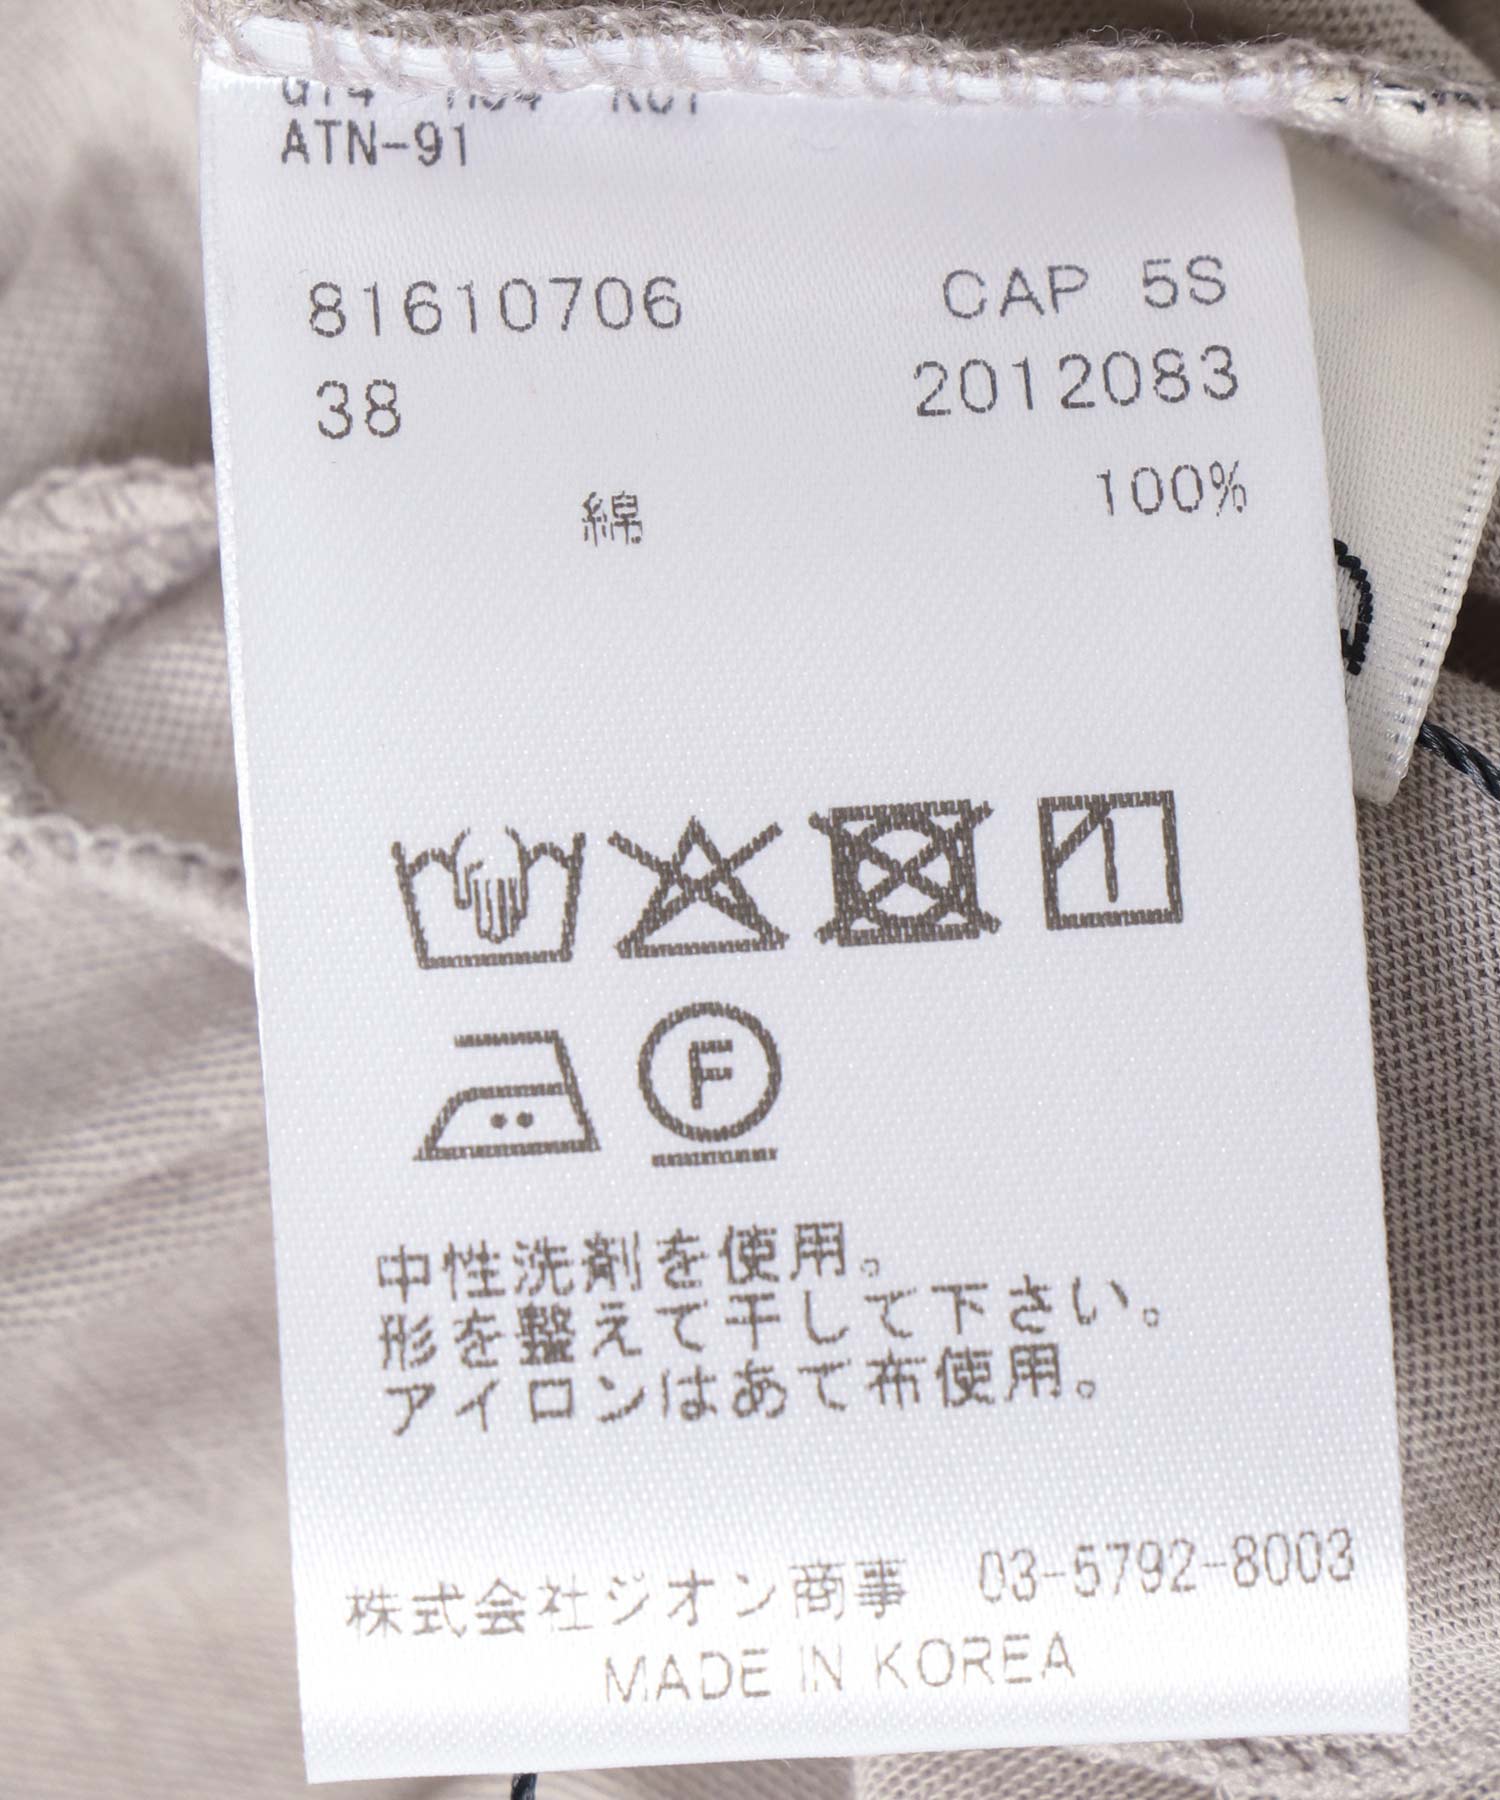 ATN-91
81610706 CAP 5S
38 2012083
綿 100%
F
中性洗剤を使用。
形を整えて干して下さい。
アイロンはあて布使用。
株式会社ジオン商事 03-5792-8003
MADE IN KOREA